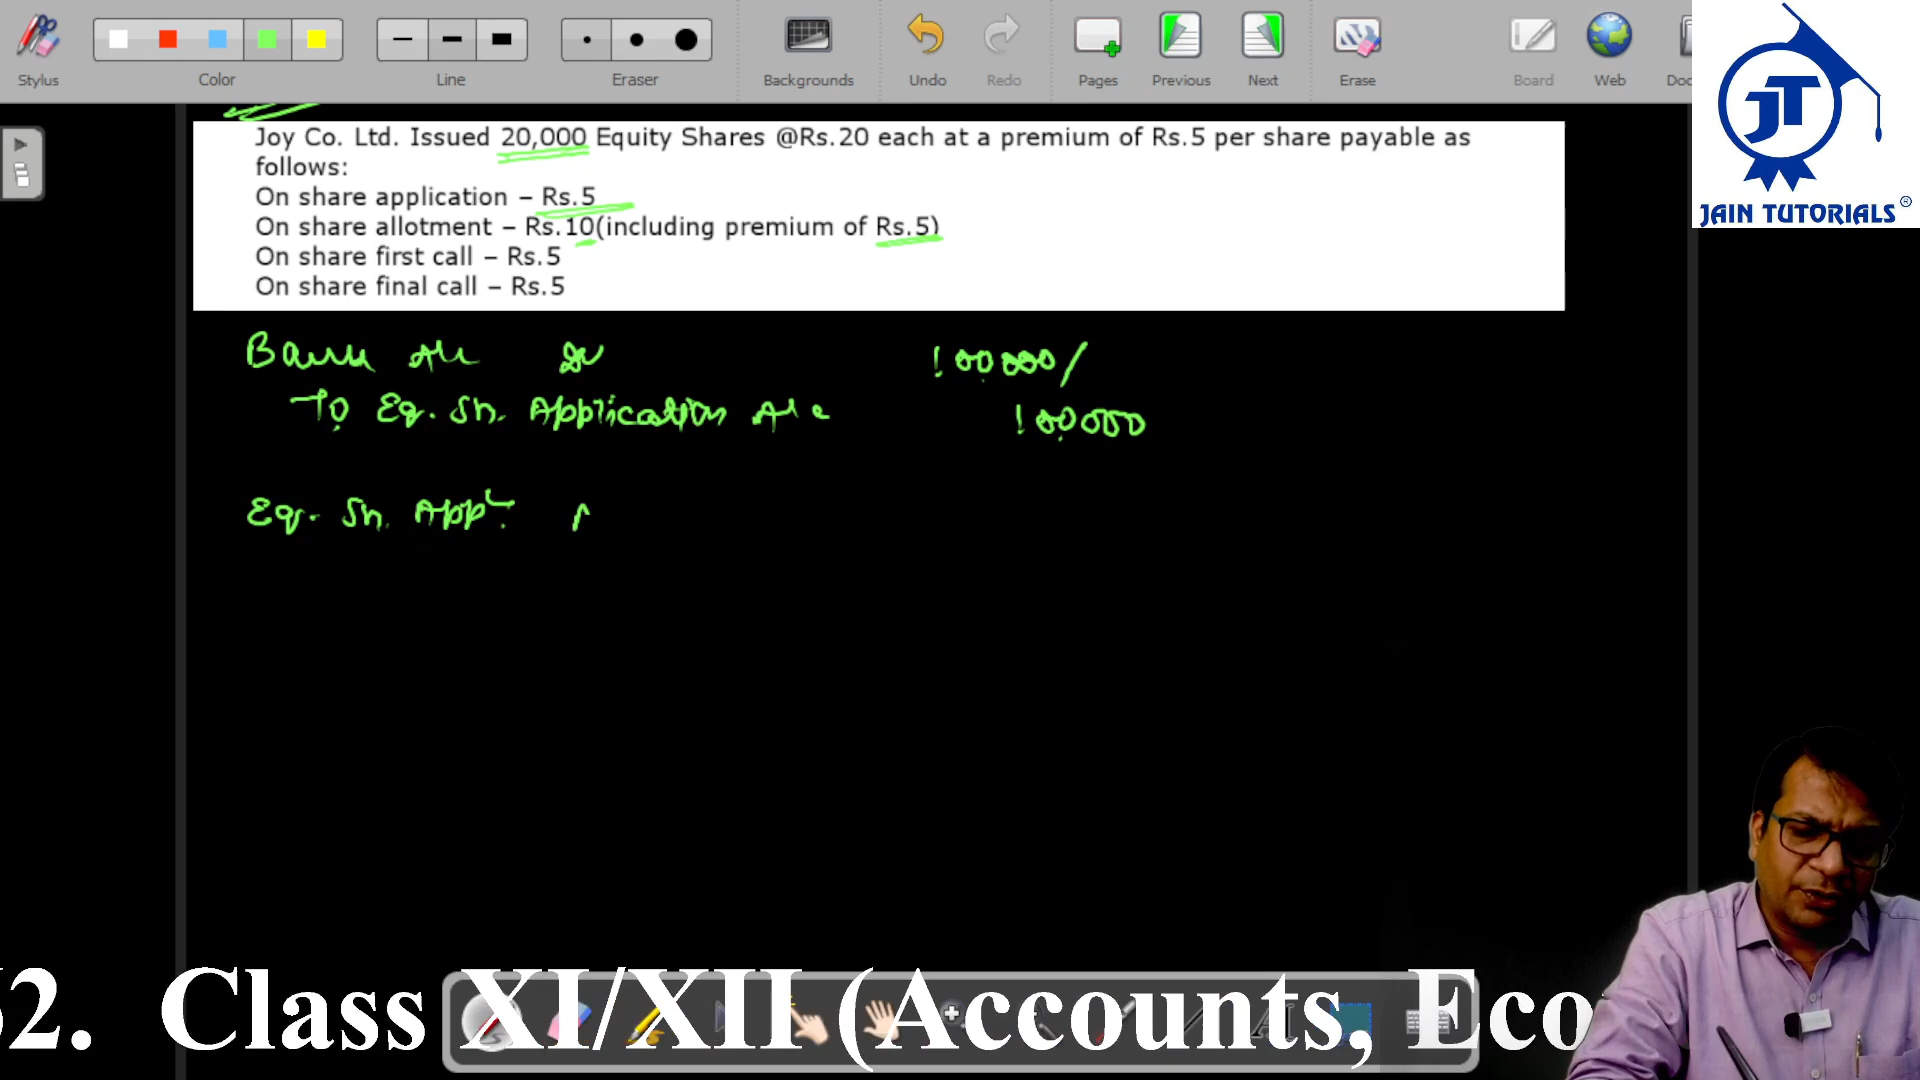 Stylus Color Line Eraser Backgrounds Undo Redo Pages Previous Next Erase Board Web
JT
JAIN TUTORIALS®
Joy Co. Ltd. Issued 20,000 Equity Shares @Rs.20 each at a premium of Rs.5 per share payable as
follows:
On share application – Rs.5
On share allotment – Rs.10(including premium of Rs.5)
On share first call – Rs.5
On share final call – Rs.5
Bank A/c Dr 100000/
To Eq. Sh. Application A/c 100000
Eq. Sh. Appl.
2. Class XI/XII (Accounts, Eco